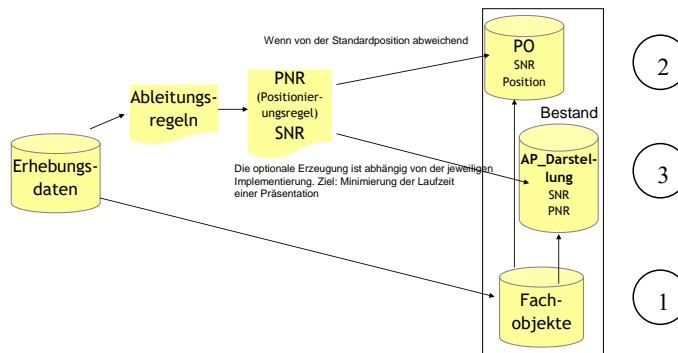 Wenn von der Standardposition abweichend
PO
SNR
Position
2
Ableitungs-
regeln
PNR
(Positionier-
ungsregel)
SNR
Bestand
Erhebungs-
daten
Die optionale Erzeugung ist abhängig von der jeweiligen
Implementierung. Ziel: Minimierung der Laufzeit
einer Präsentation
AP_Darstel-
lung
SNR
PNR
3
Fach-
objekte
1